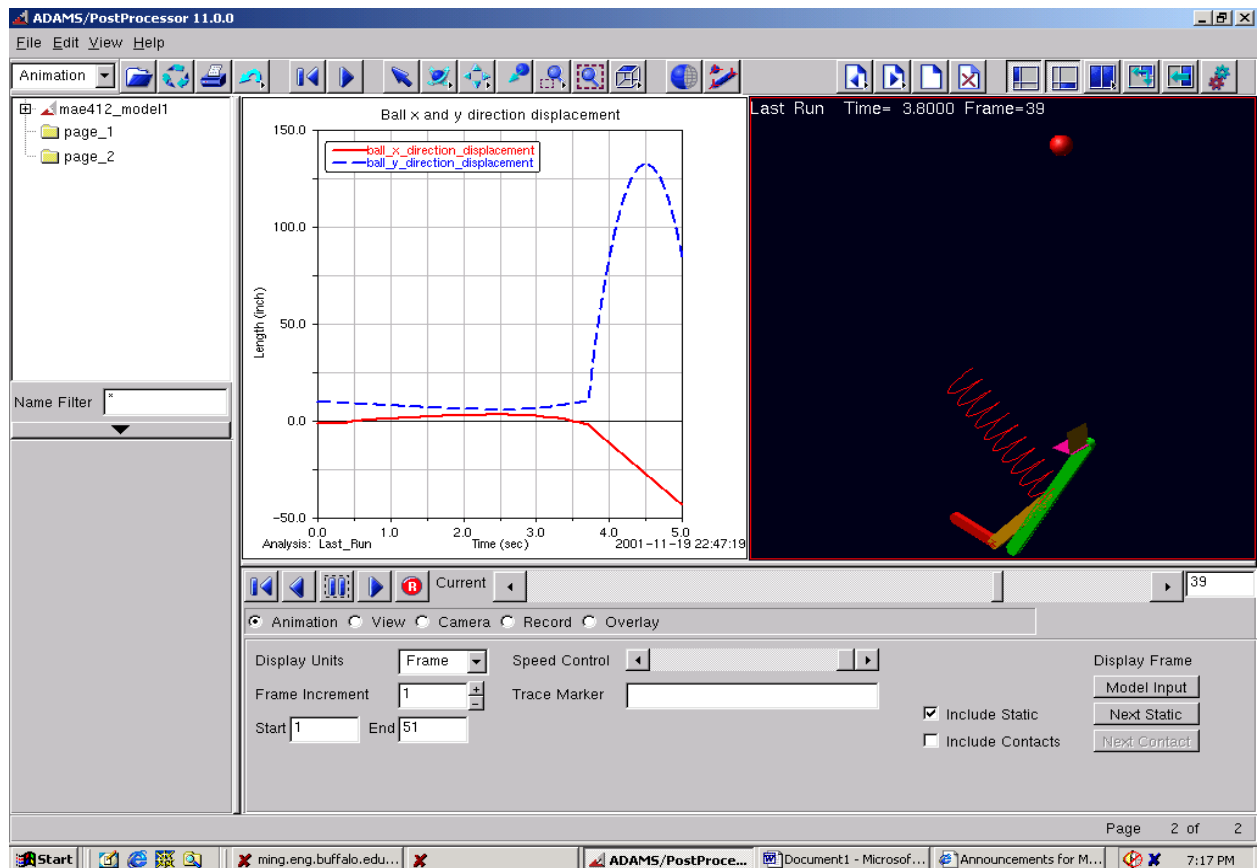 ADAMS/PostProcessor 11.0.0
File Edit View Help
Animation
mae412_model1
page_1
page_2
Name Filter *
Ball x and y direction displacement
150.0
ball_x_direction_displacement
ball_y_direction_displacement
100.0
50.0
0.0
-50.0
Length (inch)
0.0 1.0 2.0 3.0 4.0 5.0
Analysis: Last_Run Time (sec) 2001-11-19 22:47:19
Last Run Time= 3.8000 Frame=39
R Current 39
Animation View Camera Record Overlay
Display Units Frame Speed Control Display Frame
Frame Increment 1 Trace Marker Model Input
Start 1 End 51 Include Static Next Static
Include Contacts Next Contact
Page 2 of 2
Start ming.eng.buffalo.edu... ADAMS/PostProce... Document1 - Microsof... Announcements for M... 7:17 PM